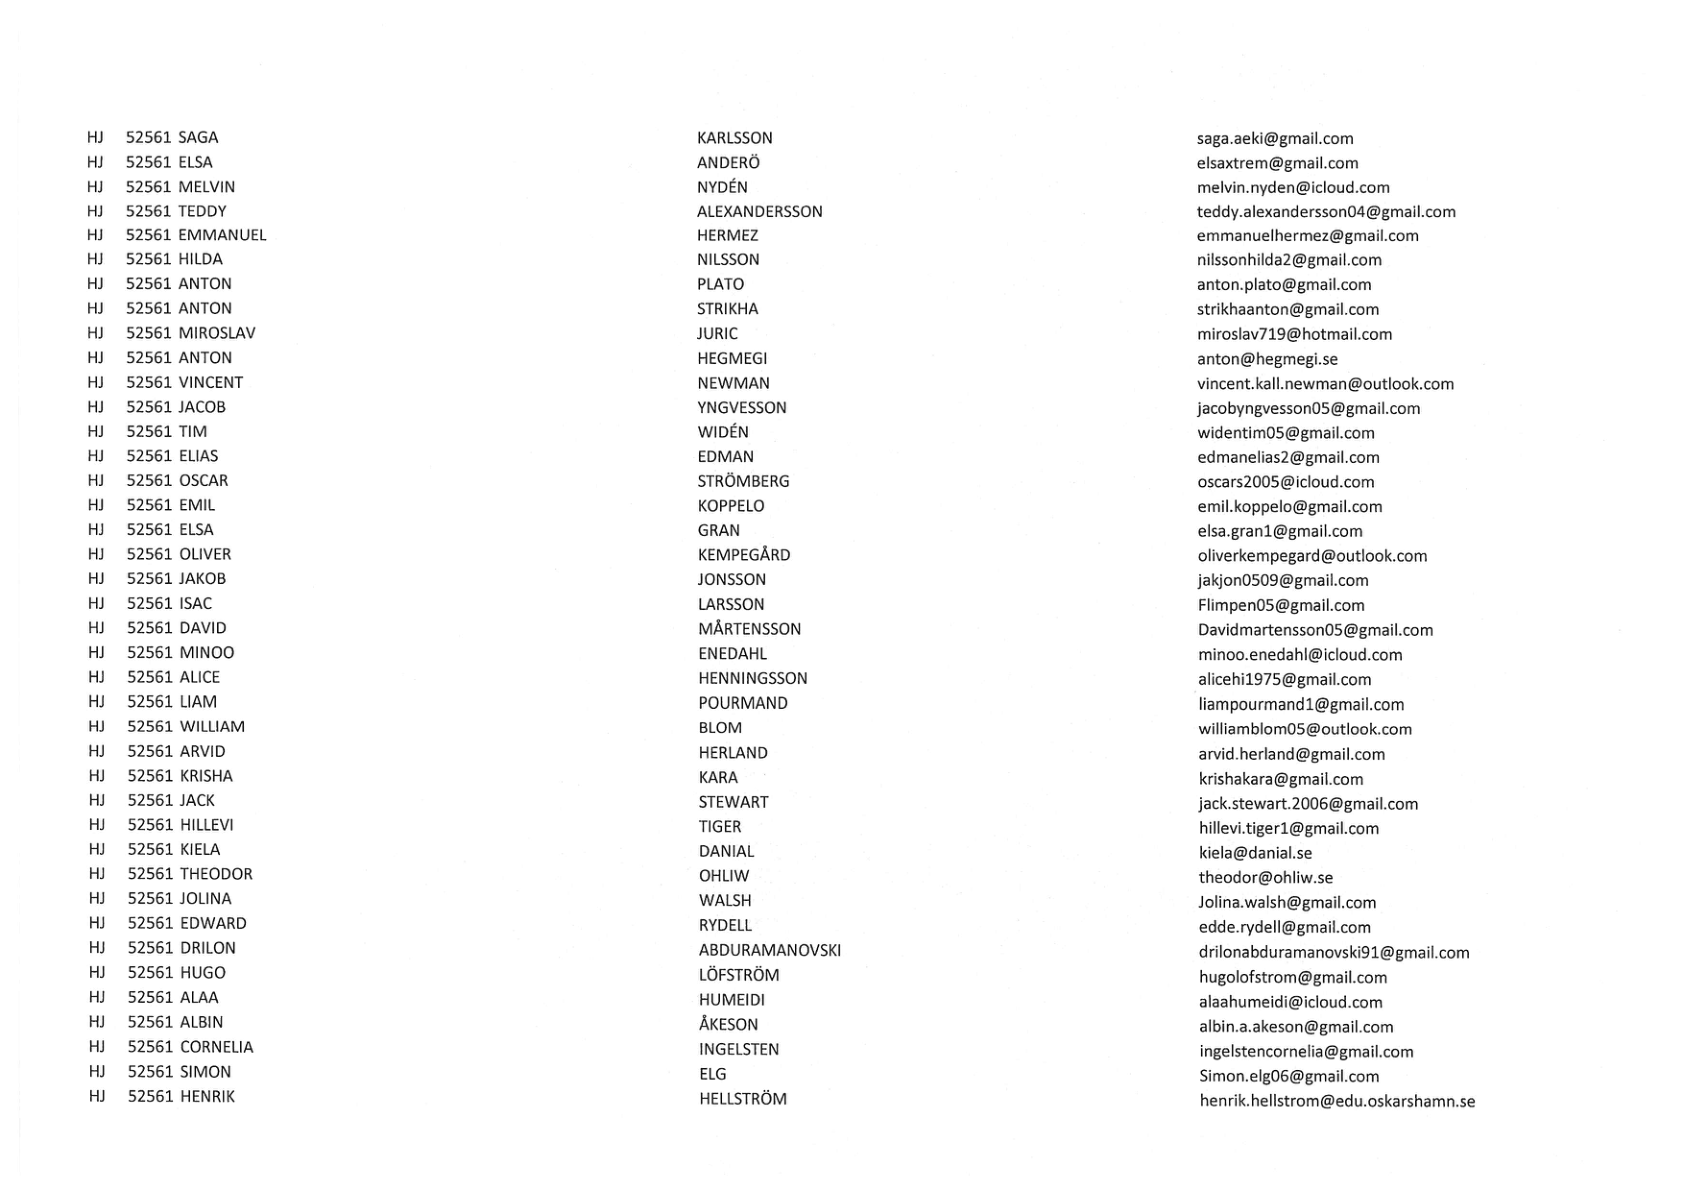 HJ 52561 SAGA KARLSSON saga.aeki@gmail.com
HJ 52561 ELSA ANDERÖ elsaxtrem@gmail.com
HJ 52561 MELVIN NYDÉN melvin.nyden@icloud.com
HJ 52561 TEDDY ALEXANDERSSON teddy.alexandersson04@gmail.com
HJ 52561 EMMANUEL HERMEZ emmanuelhermez@gmail.com
HJ 52561 HILDA NILSSON nilssonhilda2@gmail.com
HJ 52561 ANTON PLATO anton.plato@gmail.com
HJ 52561 ANTON STRIKHA strikhaanton@gmail.com
HJ 52561 MIROSLAV JURIC miroslav719@hotmail.com
HJ 52561 ANTON HEGMEGI anton@hegmegi.se
HJ 52561 VINCENT NEWMAN vincent.kall.newman@outlook.com
HJ 52561 JACOB YNGVESSON jacobyngvesson05@gmail.com
HJ 52561 TIM WIDÉN widentim05@gmail.com
HJ 52561 ELIAS EDMAN edmanelias2@gmail.com
HJ 52561 OSCAR STRÖMBERG oscars2005@icloud.com
HJ 52561 EMIL KOPPELO emil.koppelo@gmail.com
HJ 52561 ELSA GRAN elsa.gran1@gmail.com
HJ 52561 OLIVER KEMPEGÅRD oliverkempegard@outlook.com
HJ 52561 JAKOB JONSSON jakjon0509@gmail.com
HJ 52561 ISAC LARSSON Flimpen05@gmail.com
HJ 52561 DAVID MÅRTENSSON Davidmartensson05@gmail.com
HJ 52561 MINOO ENEDAHL minoo.enedahl@icloud.com
HJ 52561 ALICE HENNINGSSON alicehi1975@gmail.com
HJ 52561 LIAM POURMAND liampourmand1@gmail.com
HJ 52561 WILLIAM BLOM williamblom05@outlook.com
HJ 52561 ARVID HERLAND arvid.herland@gmail.com
HJ 52561 KRISHA KARA krishakara@gmail.com
HJ 52561 JACK STEWART jack.stewart.2006@gmail.com
HJ 52561 HILLEVI TIGER hillevi.tiger1@gmail.com
HJ 52561 KIELA DANIAL kiela@danial.se
HJ 52561 THEODOR OHLIW theodor@ohliw.se
HJ 52561 JOLINA WALSH Jolina.walsh@gmail.com
HJ 52561 EDWARD RYDELL edde.rydell@gmail.com
HJ 52561 DRILON ABDURAMANOVSKI drilonabduramanovski91@gmail.com
HJ 52561 HUGO LÖFSTRÖM hugolofstrom@gmail.com
HJ 52561 ALAA HUMEIDI alaahumeidi@icloud.com
HJ 52561 ALBIN ÅKESON albin.a.akeson@gmail.com
HJ 52561 CORNELIA INGELSTEN ingelstencornelia@gmail.com
HJ 52561 SIMON ELG Simon.elg06@gmail.com
HJ 52561 HENRIK HELLSTRÖM henrik.hellstrom@edu.oskarshamn.se